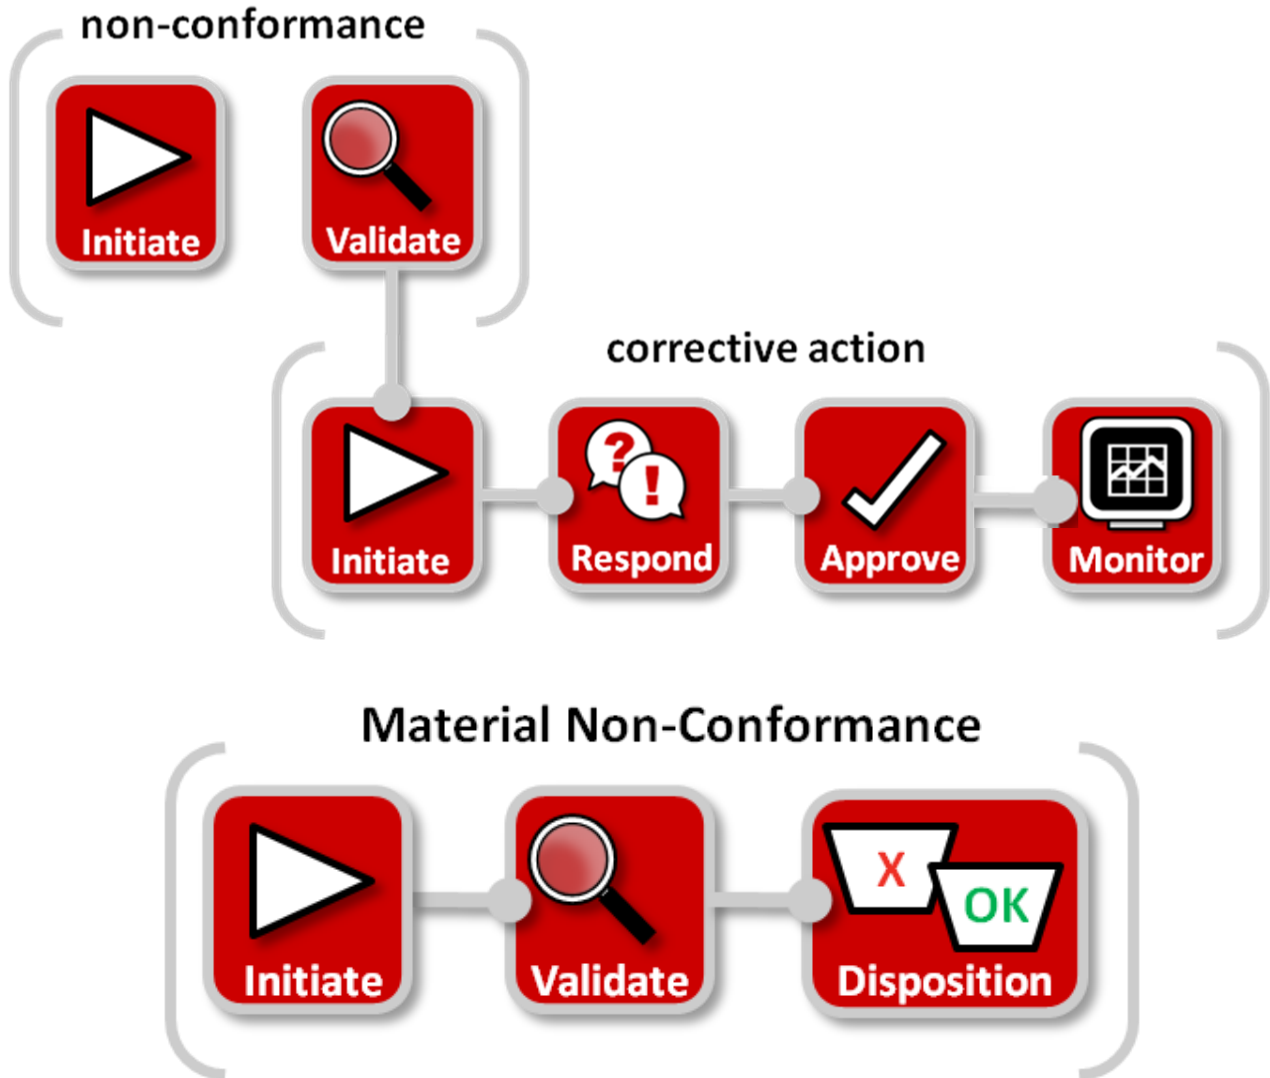 non-conformance
Initiate
Validate
corrective action
Initiate
? !
Respond
Approve
Monitor
Material Non-Conformance
Initiate
Validate
X
OK
Disposition